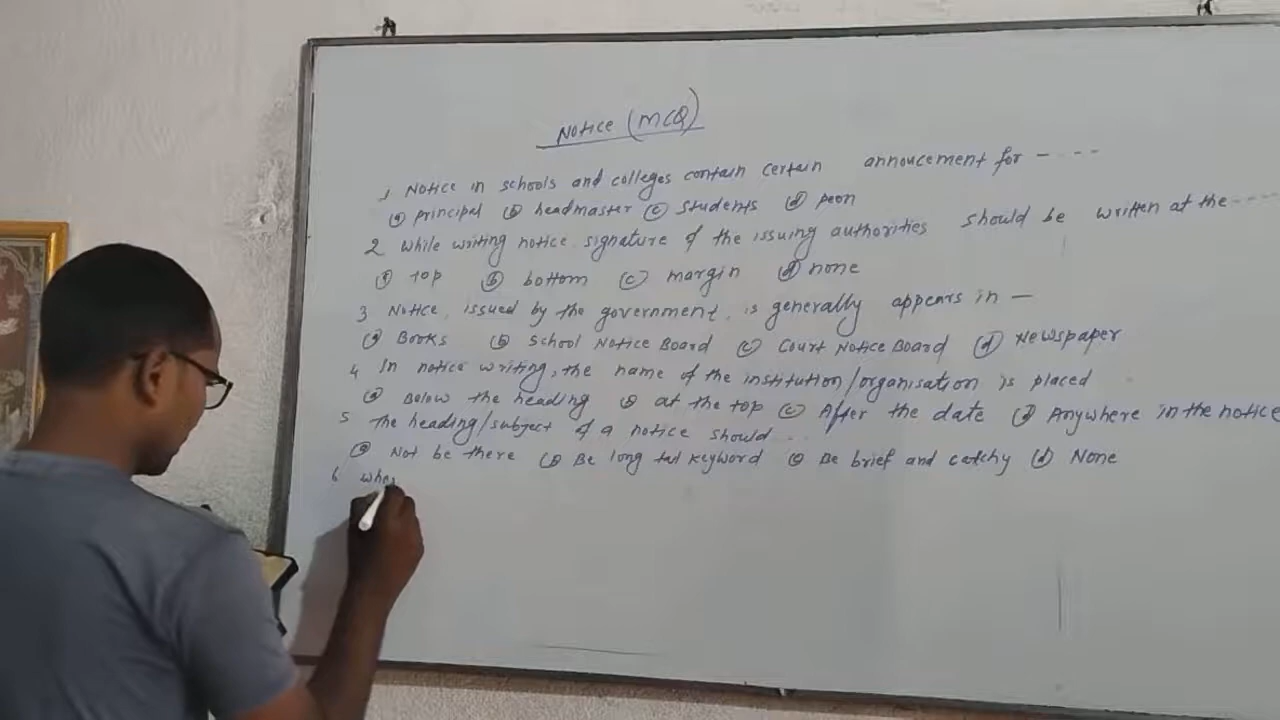 Notice (MCQ)
1, Notice in schools and colleges contain certain annoucement for - - - -
(a) principal (b) headmaster (c) students (d) peon
2 While writing notice, signature of the issuing authorities should be written at the - - - -
(a) top (b) bottom (c) margin (d) none
3 Notice, issued by the government, is generally appears in —
(a) Books (b) School Notice Board (c) Court Notice Board (d) Newspaper
4 In notice writing, the name of the institution/organisation is placed
(a) Below the heading (b) at the top (c) After the date (d) Anywhere in the notice
5 The heading/subject of a notice should...
(a) Not be there (b) Be long keyword (c) Be brief and catchy (d) None
6 wha